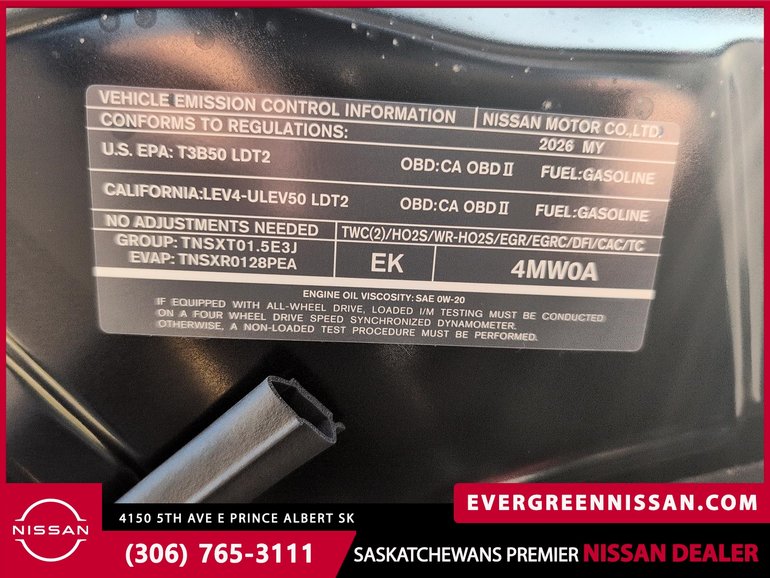 VEHICLE EMISSION CONTROL INFORMATION NISSAN MOTOR CO.,LTD.
CONFORMS TO REGULATIONS: 2026 MY
U.S. EPA: T3B50 LDT2 OBD:CA OBD II FUEL:GASOLINE
CALIFORNIA:LEV4-ULEV50 LDT2 OBD:CA OBD II FUEL:GASOLINE
NO ADJUSTMENTS NEEDED TWC(2)/HO2S/WR-HO2S/EGR/EGRC/DFI/CAC/TC
GROUP: TNSXT01.5E3J
EVAP: TNSXR0128PEA EK 4MW0A
ENGINE OIL VISCOSITY: SAE 0W-20
IF EQUIPPED WITH ALL-WHEEL DRIVE, LOADED I/M TESTING MUST BE CONDUCTED
ON A FOUR WHEEL DRIVE SPEED SYNCHRONIZED DYNAMOMETER.
OTHERWISE, A NON-LOADED TEST PROCEDURE MUST BE PERFORMED.
NISSAN
4150 5TH AVE E PRINCE ALBERT SK
(306) 765-3111
EVERGREENNISSAN.COM
SASKATCHEWANS PREMIER NISSAN DEALER